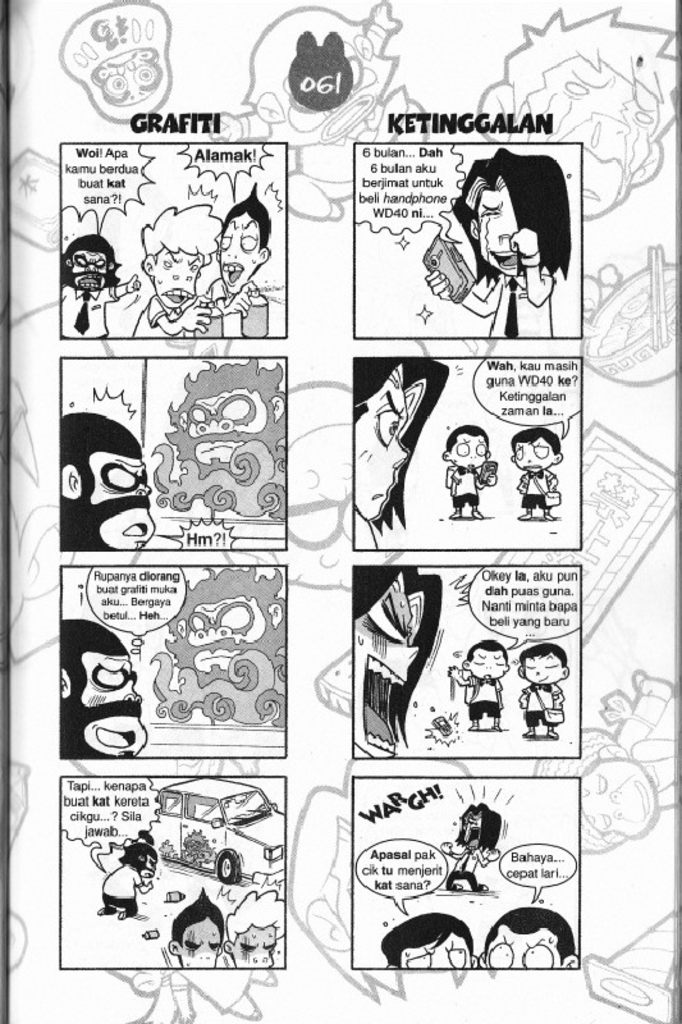 061
GRAFITI
Woi! Apa
kamu berdua
buat kat
sana?!
Alamak!
Hm?!
Rupanya diorang
buat grafiti muka
aku... Bergaya
betul... Heh...
Tapi... kenapa
buat kat kereta
cikgu...? Sila
jawab...
KETINGGALAN
6 bulan... Dah
6 bulan aku
berjimat untuk
beli handphone
WD40 ni...
Wah, kau masih
guna WD40 ke?
Ketinggalan
zaman la...
Okey la, aku pun
dah puas guna.
Nanti minta bapa
beli yang baru
...
WARGH!
Apasal pak
cik tu menjerit
kat sana?
Bahaya...
cepat lari...